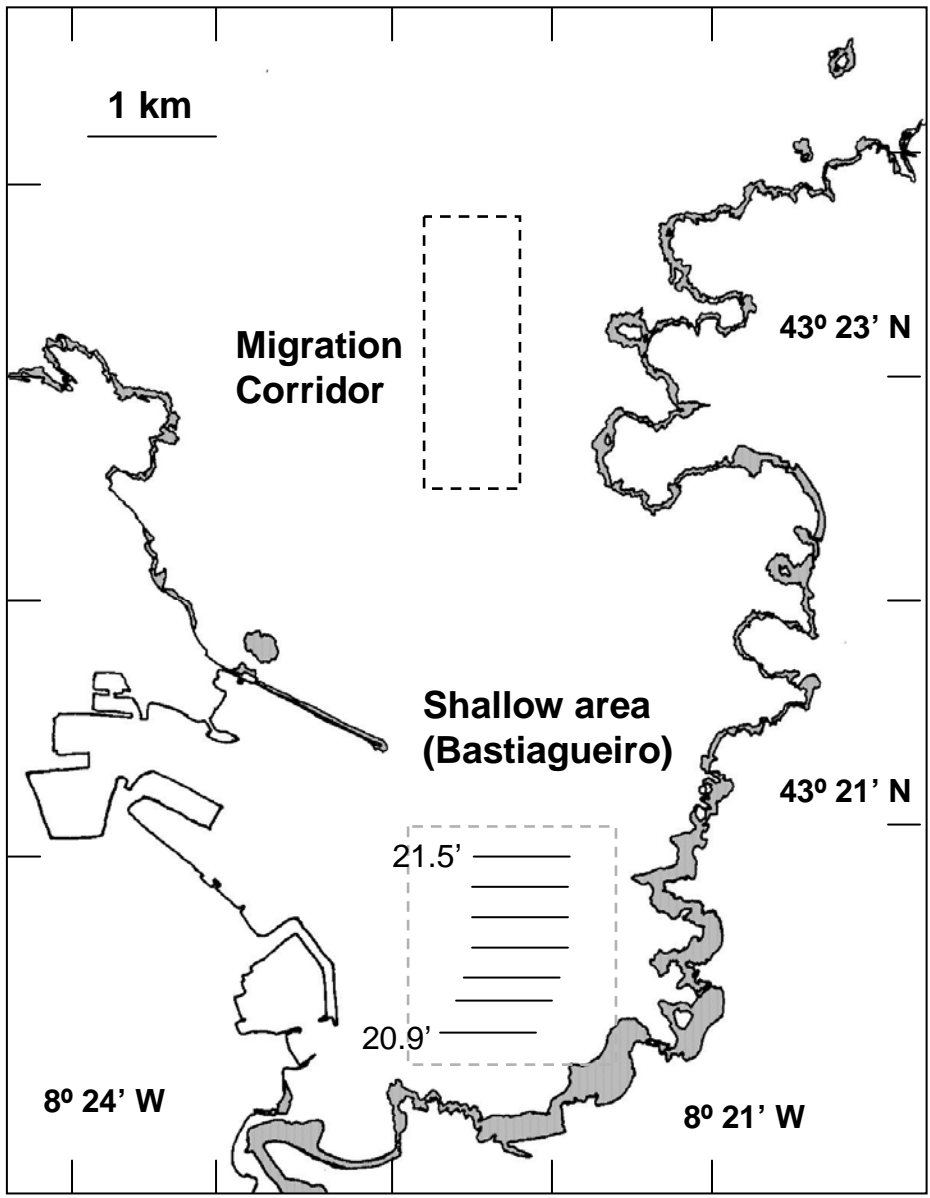 1 km
43º 23’ N
Migration
Corridor
Shallow area
(Bastiagueiro)
43º 21’ N
21.5’
20.9’
8º 24’ W
8º 21’ W